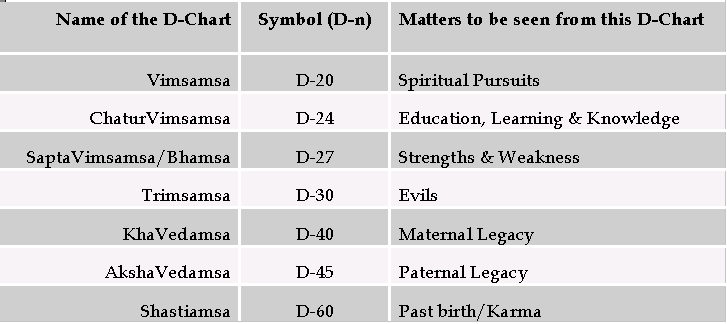 Name of the D-Chart Symbol (D-n) Matters to be seen from this D-Chart
Vimsamsa D-20 Spiritual Pursuits
ChaturVimsamsa D-24 Education, Learning & Knowledge
SaptaVimsamsa/Bhamsa D-27 Strengths & Weakness
Trimsamsa D-30 Evils
KhaVedamsa D-40 Maternal Legacy
AkshaVedamsa D-45 Paternal Legacy
Shastiamsa D-60 Past birth/Karma